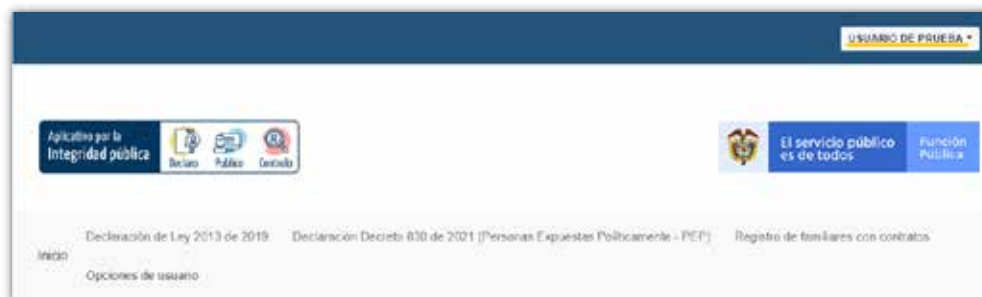 USUARIO DE PRUEBA
Aplicativo por la
Integridad pública
Declaro Publico Controlo
El servicio público
es de todos
Función
Pública
Declaración de Ley 2013 de 2019 Declaración Decreto 830 de 2021 (Personas Expuestas Politicamente - PEP) Registro de familiares con contratos
Inicio
Opciones de usuario